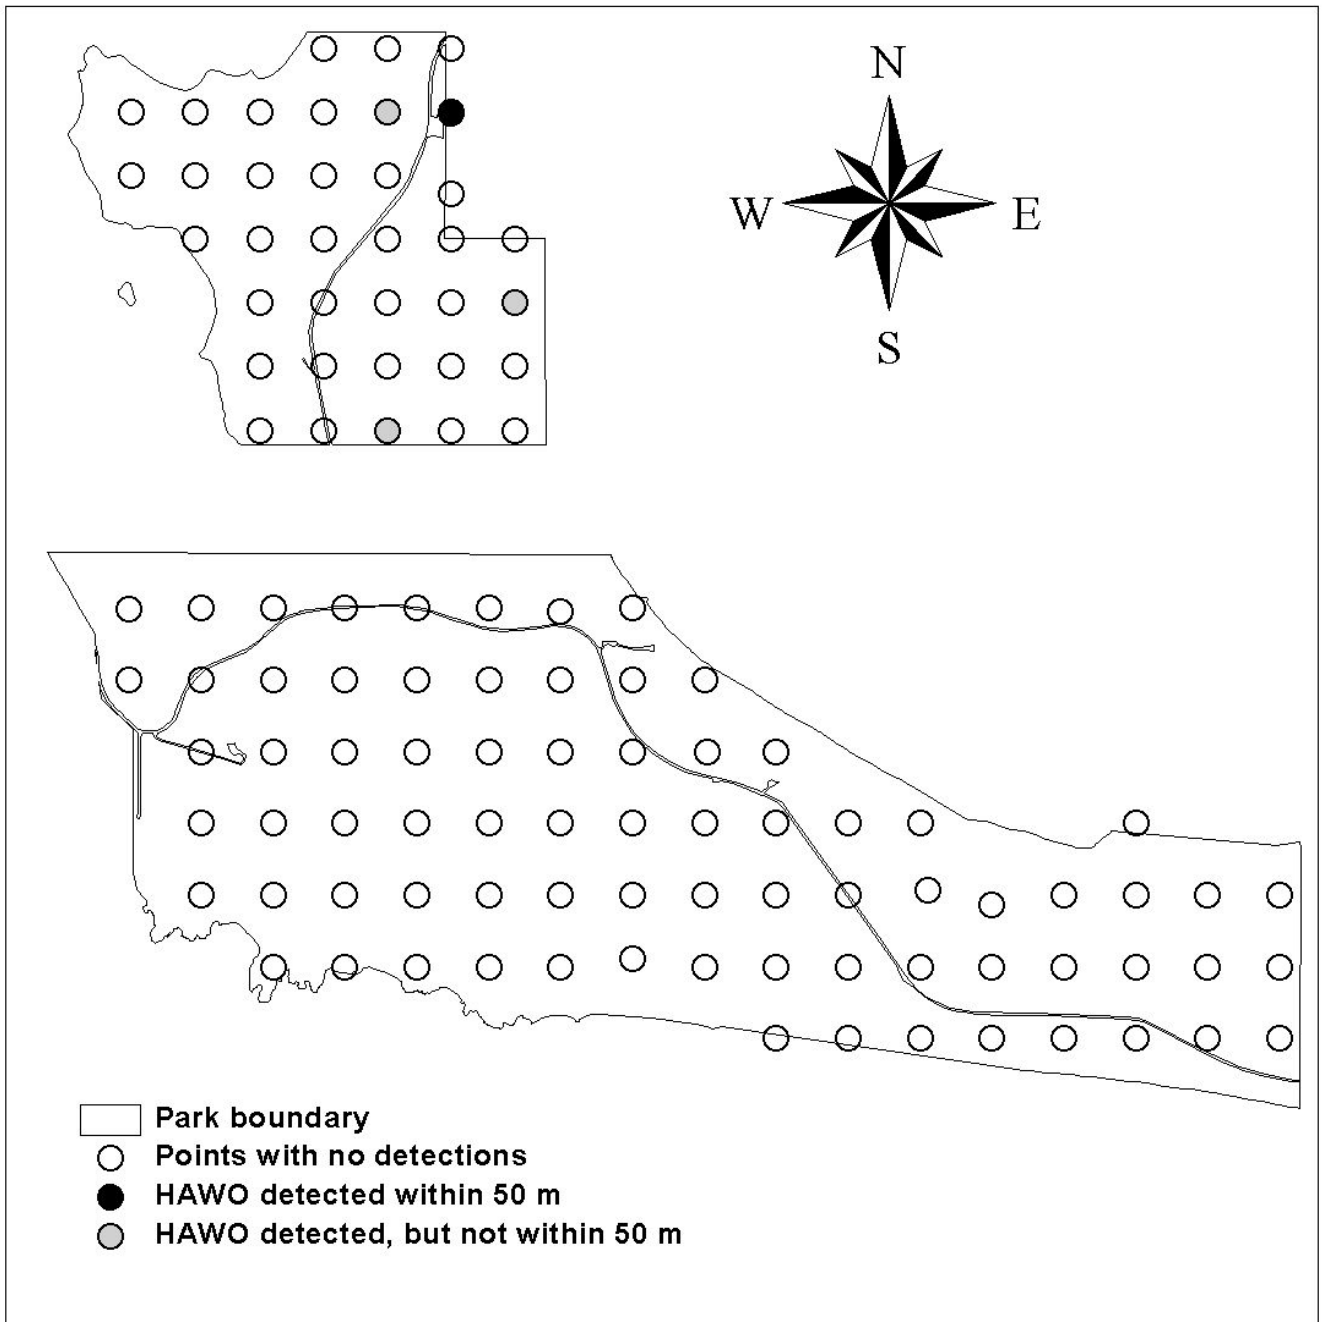 N
W E
S
Park boundary
Points with no detections
HAWO detected within 50 m
HAWO detected, but not within 50 m